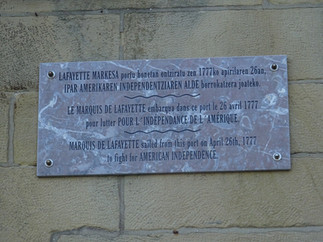 LAFAYETTE MARKESA portu honetan ontziratu zen 1777ko apirilaren 26an,
IPAR AMERIKAREN INDEPENDENTZIAREN ALDE borrokatzera joateko.
LE MARQUIS DE LAFAYETTE embarqua dans ce port le 26 avril 1777
pour lutter POUR L'INDÉPENDANCE DE L'AMÉRIQUE.
MARQUIS DE LAFAYETTE sailed from this port on April 26th, 1777
to fight for AMERICAN INDEPENDENCE.